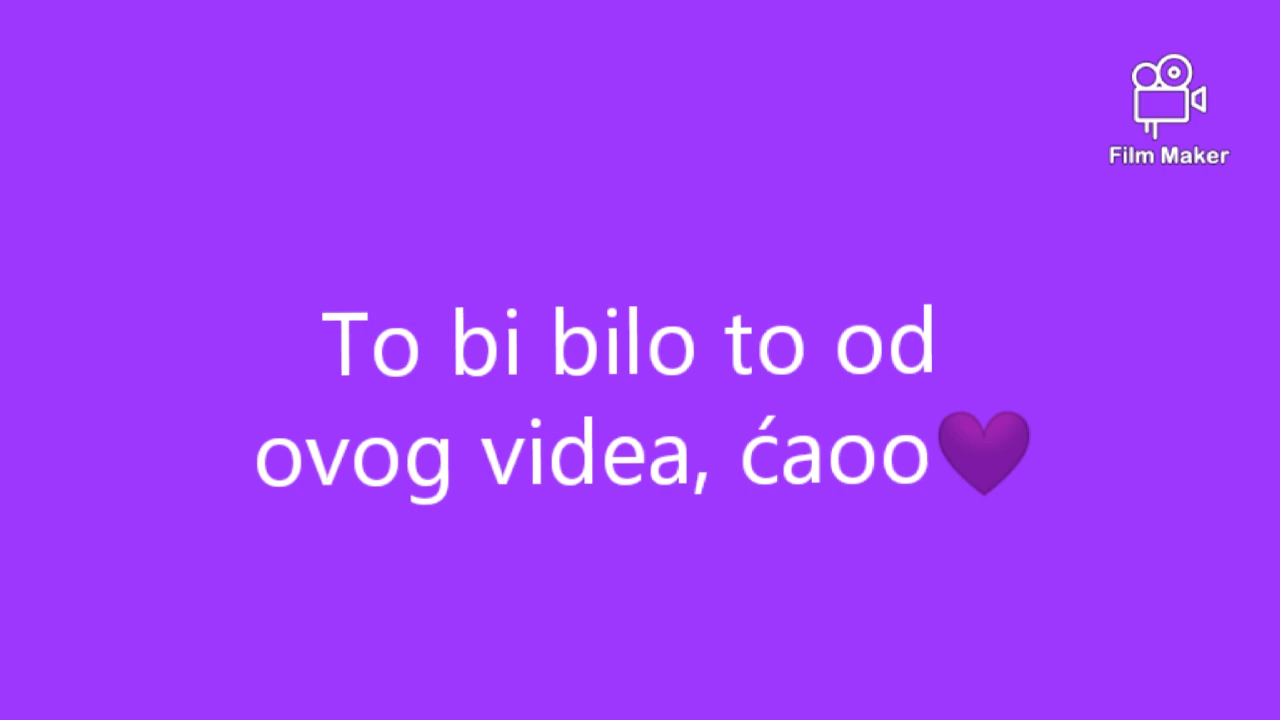 Film Maker
To bi bilo to od
ovog videa, ćaoo💜